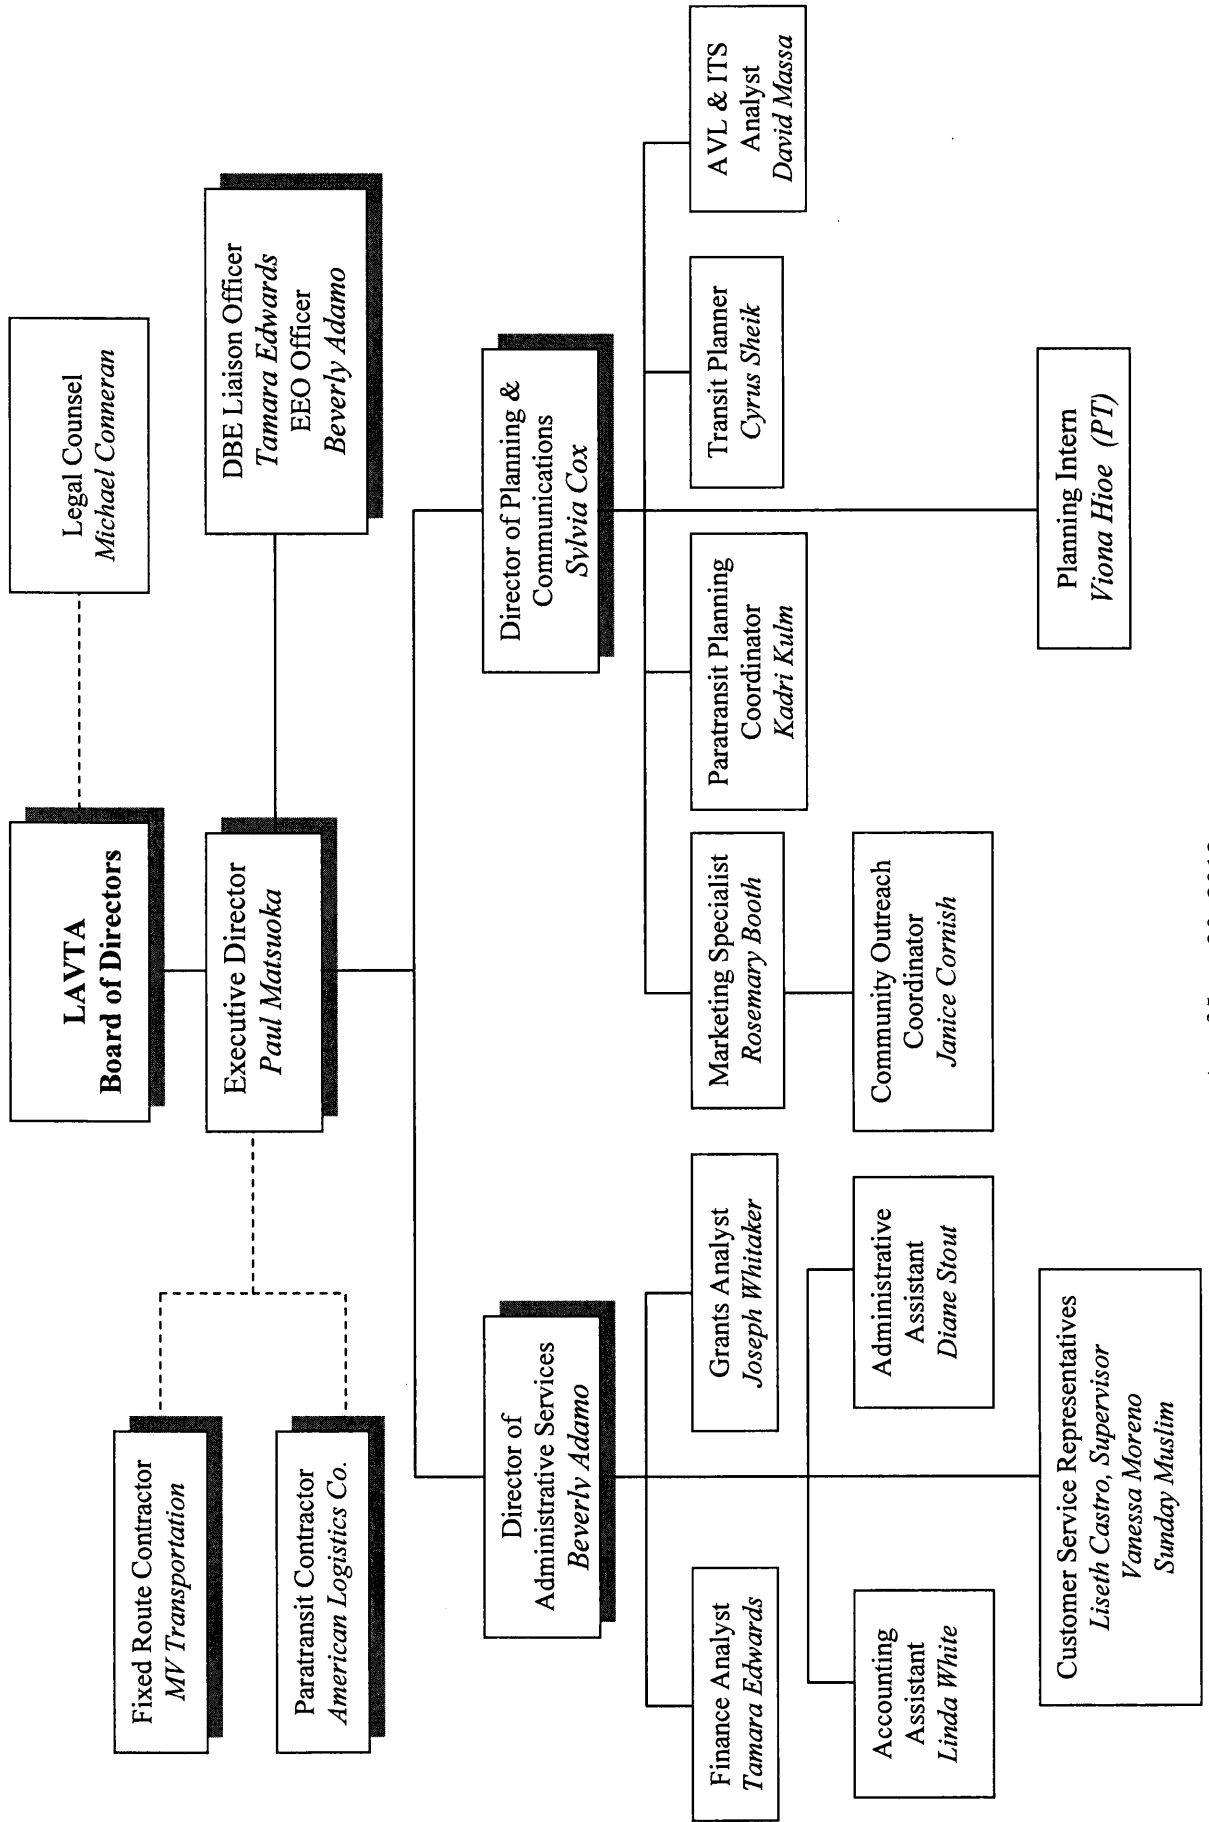 LAVTA
Board of Directors
Legal Counsel
Michael Conneran
Executive Director
Paul Matsuoka
DBE Liaison Officer
Tamara Edwards
EEO Officer
Beverly Adamo
Fixed Route Contractor
MV Transportation
Paratransit Contractor
American Logistics Co.
Director of
Administrative Services
Beverly Adamo
Director of Planning &
Communications
Sylvia Cox
Finance Analyst
Tamara Edwards
Grants Analyst
Joseph Whitaker
Marketing Specialist
Rosemary Booth
Paratransit Planning
Coordinator
Kadri Kulm
Transit Planner
Cyrus Sheik
AVL & ITS
Analyst
David Massa
Accounting
Assistant
Linda White
Administrative
Assistant
Diane Stout
Community Outreach
Coordinator
Janice Cornish
Customer Service Representatives
Liseth Castro, Supervisor
Vanessa Moreno
Sunday Muslim
Planning Intern
Viona Hioe (PT)